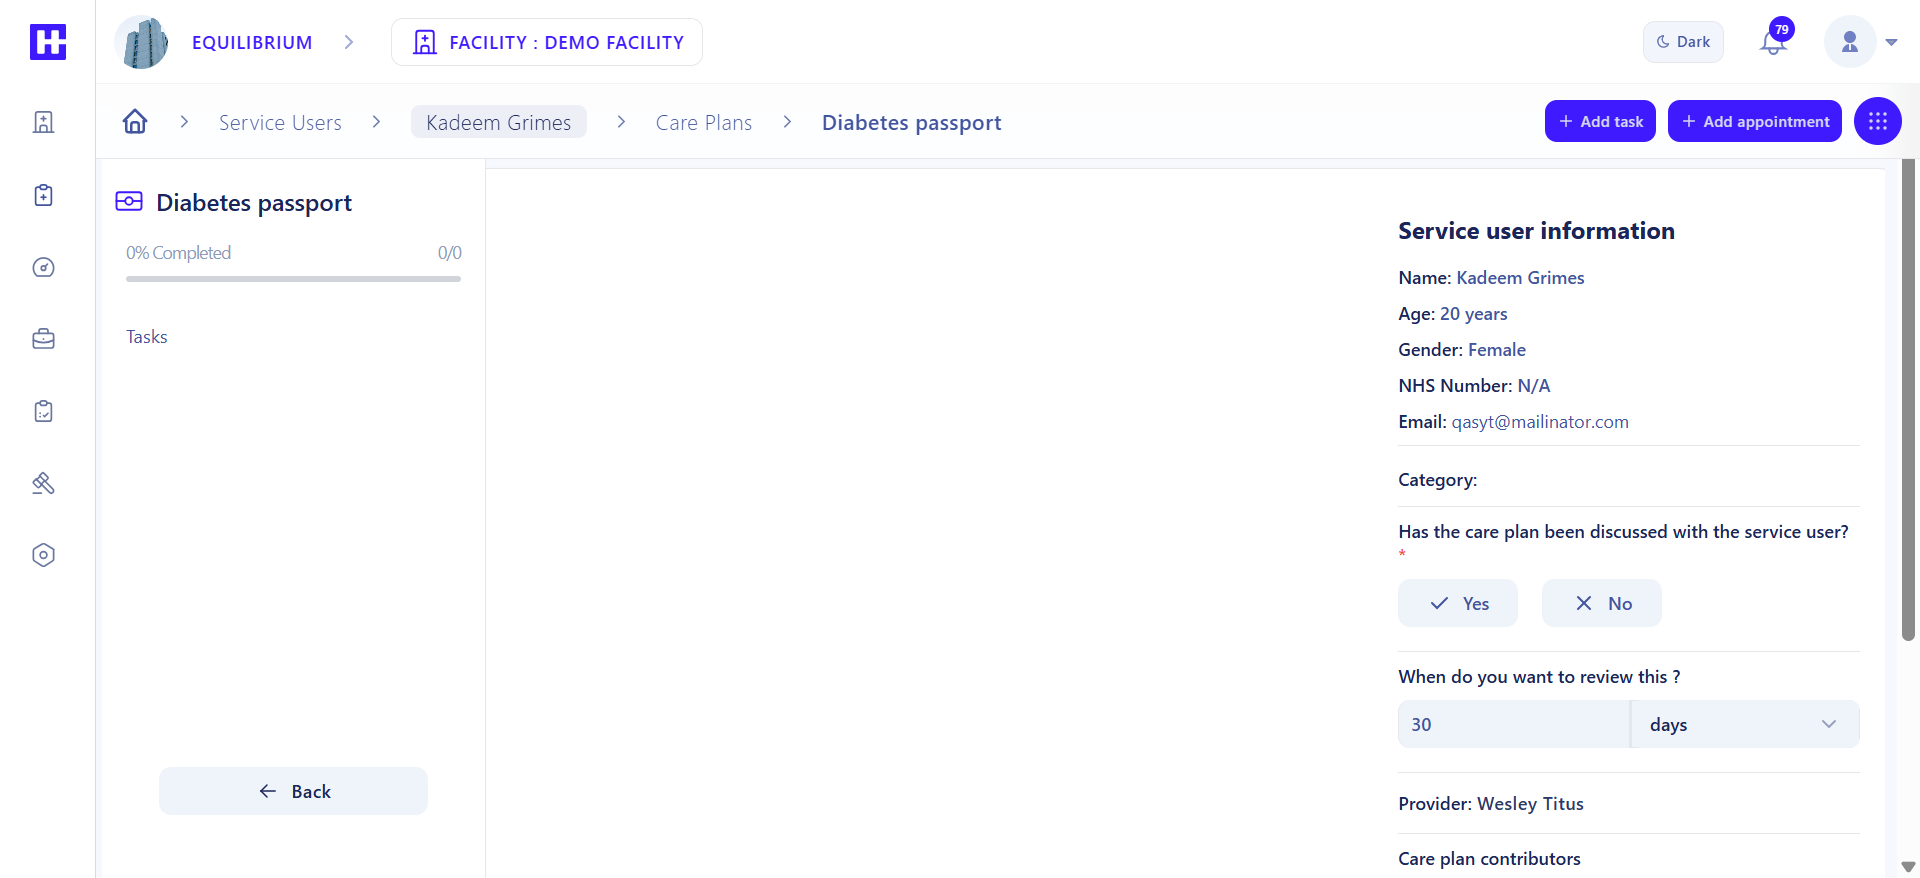 EQUILIBRIUM
FACILITY : DEMO FACILITY
Dark
79
Service Users
Kadeem Grimes
Care Plans
Diabetes passport
+ Add task
+ Add appointment
Diabetes passport
0% Completed
0/0
Tasks
Back
Service user information
Name: Kadeem Grimes
Age: 20 years
Gender: Female
NHS Number: N/A
Email: qasyt@mailinator.com
Category:
Has the care plan been discussed with the service user?
*
Yes
No
When do you want to review this ?
30
days
Provider: Wesley Titus
Care plan contributors